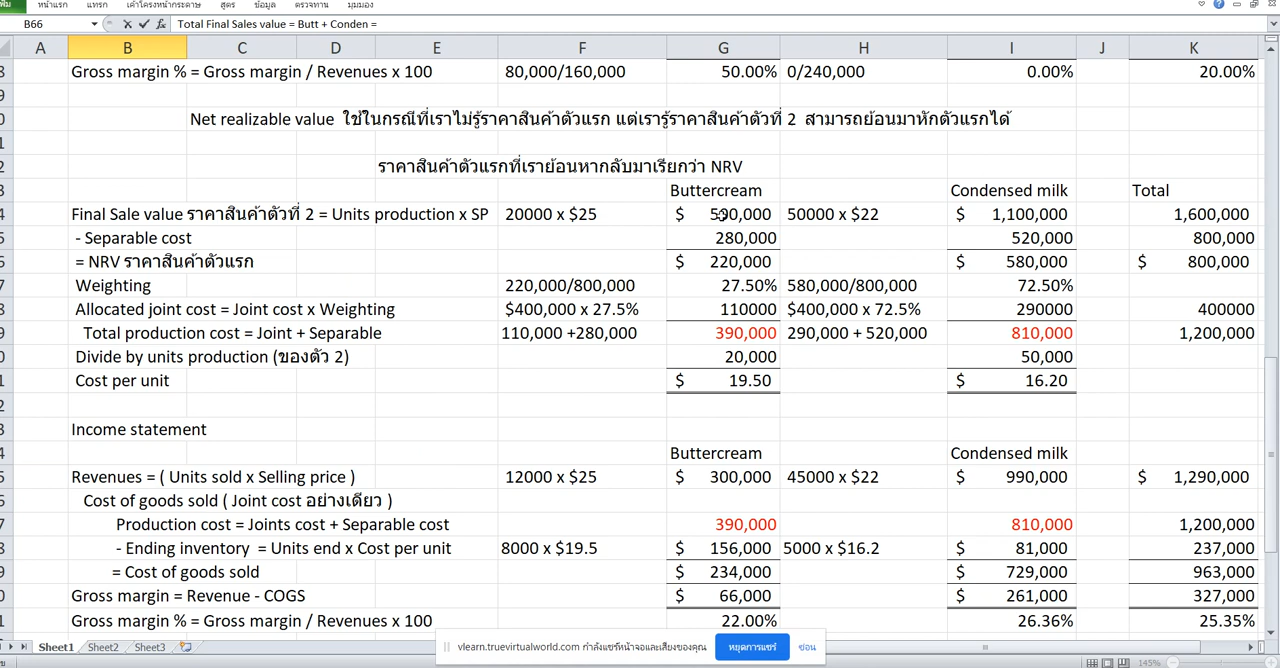 หน้าแรก แทรก เค้าโครงหน้ากระดาษ สูตร ข้อมูล ตรวจทาน มุมมอง
B66 fx Total Final Sales value = Butt + Conden =
A B C D E F G H I J K
Gross margin % = Gross margin / Revenues x 100 80,000/160,000 50.00% 0/240,000 0.00% 20.00%
Net realizable value ใช้ในกรณีที่เราไม่รู้ราคาสินค้าตัวแรก แต่เรารู้ราคาสินค้าตัวที่ 2 สามารถย้อนมาหักตัวแรกได้
ราคาสินค้าตัวแรกที่เราย้อนหากลับมาเรียกว่า NRV
Buttercream Condensed milk Total
Final Sale value ราคาสินค้าตัวที่ 2 = Units production x SP 20000 x $25 $ 500,000 50000 x $22 $ 1,100,000 1,600,000
- Separable cost 280,000 520,000 800,000
= NRV ราคาสินค้าตัวแรก $ 220,000 $ 580,000 $ 800,000
Weighting 220,000/800,000 27.50% 580,000/800,000 72.50%
Allocated joint cost = Joint cost x Weighting $400,000 x 27.5% 110000 $400,000 x 72.5% 290000 400000
Total production cost = Joint + Separable 110,000 +280,000 390,000 290,000 + 520,000 810,000 1,200,000
Divide by units production (ของตัว 2) 20,000 50,000
Cost per unit $ 19.50 $ 16.20
Income statement
Buttercream Condensed milk
Revenues = ( Units sold x Selling price ) 12000 x $25 $ 300,000 45000 x $22 $ 990,000 $ 1,290,000
Cost of goods sold ( Joint cost อย่างเดียว )
Production cost = Joints cost + Separable cost 390,000 810,000 1,200,000
- Ending inventory = Units end x Cost per unit 8000 x $19.5 $ 156,000 5000 x $16.2 $ 81,000 237,000
= Cost of goods sold $ 234,000 $ 729,000 963,000
Gross margin = Revenue - COGS $ 66,000 $ 261,000 327,000
Gross margin % = Gross margin / Revenues x 100 22.00% 26.36% 25.35%
Sheet1 Sheet2 Sheet3
vlearn.truevirtualworld.com กำลังแชร์หน้าจอและเสียงของคุณ หยุดการแชร์ ซ่อน
145%